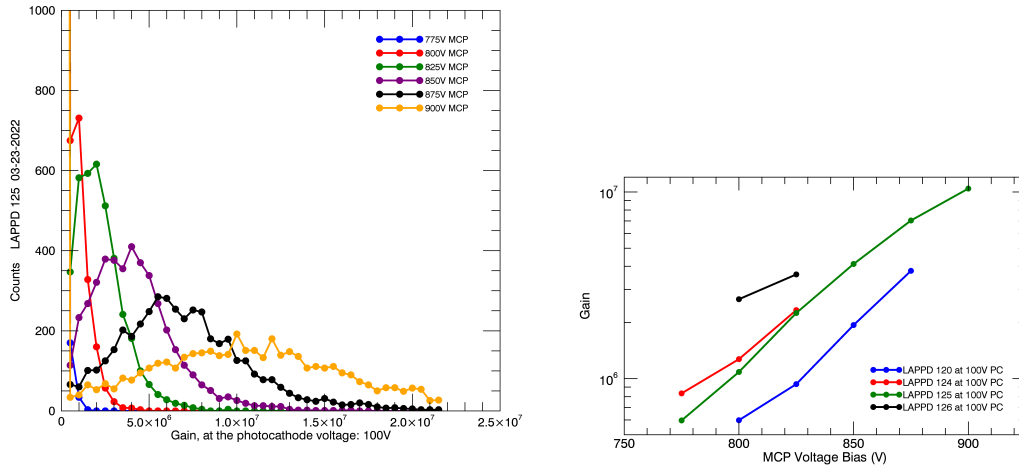 1000
800
600
400
200
0
Counts LAPPD 125 03-23-2022
775V MCP
800V MCP
825V MCP
850V MCP
875V MCP
900V MCP
0
5.0×10⁶
1.0×10⁷
1.5×10⁷
2.0×10⁷
2.5×10⁷
Gain, at the photocathode voltage: 100V
10⁷
10⁶
Gain
LAPPD 120 at 100V PC
LAPPD 124 at 100V PC
LAPPD 125 at 100V PC
LAPPD 126 at 100V PC
750
800
850
900
MCP Voltage Bias (V)